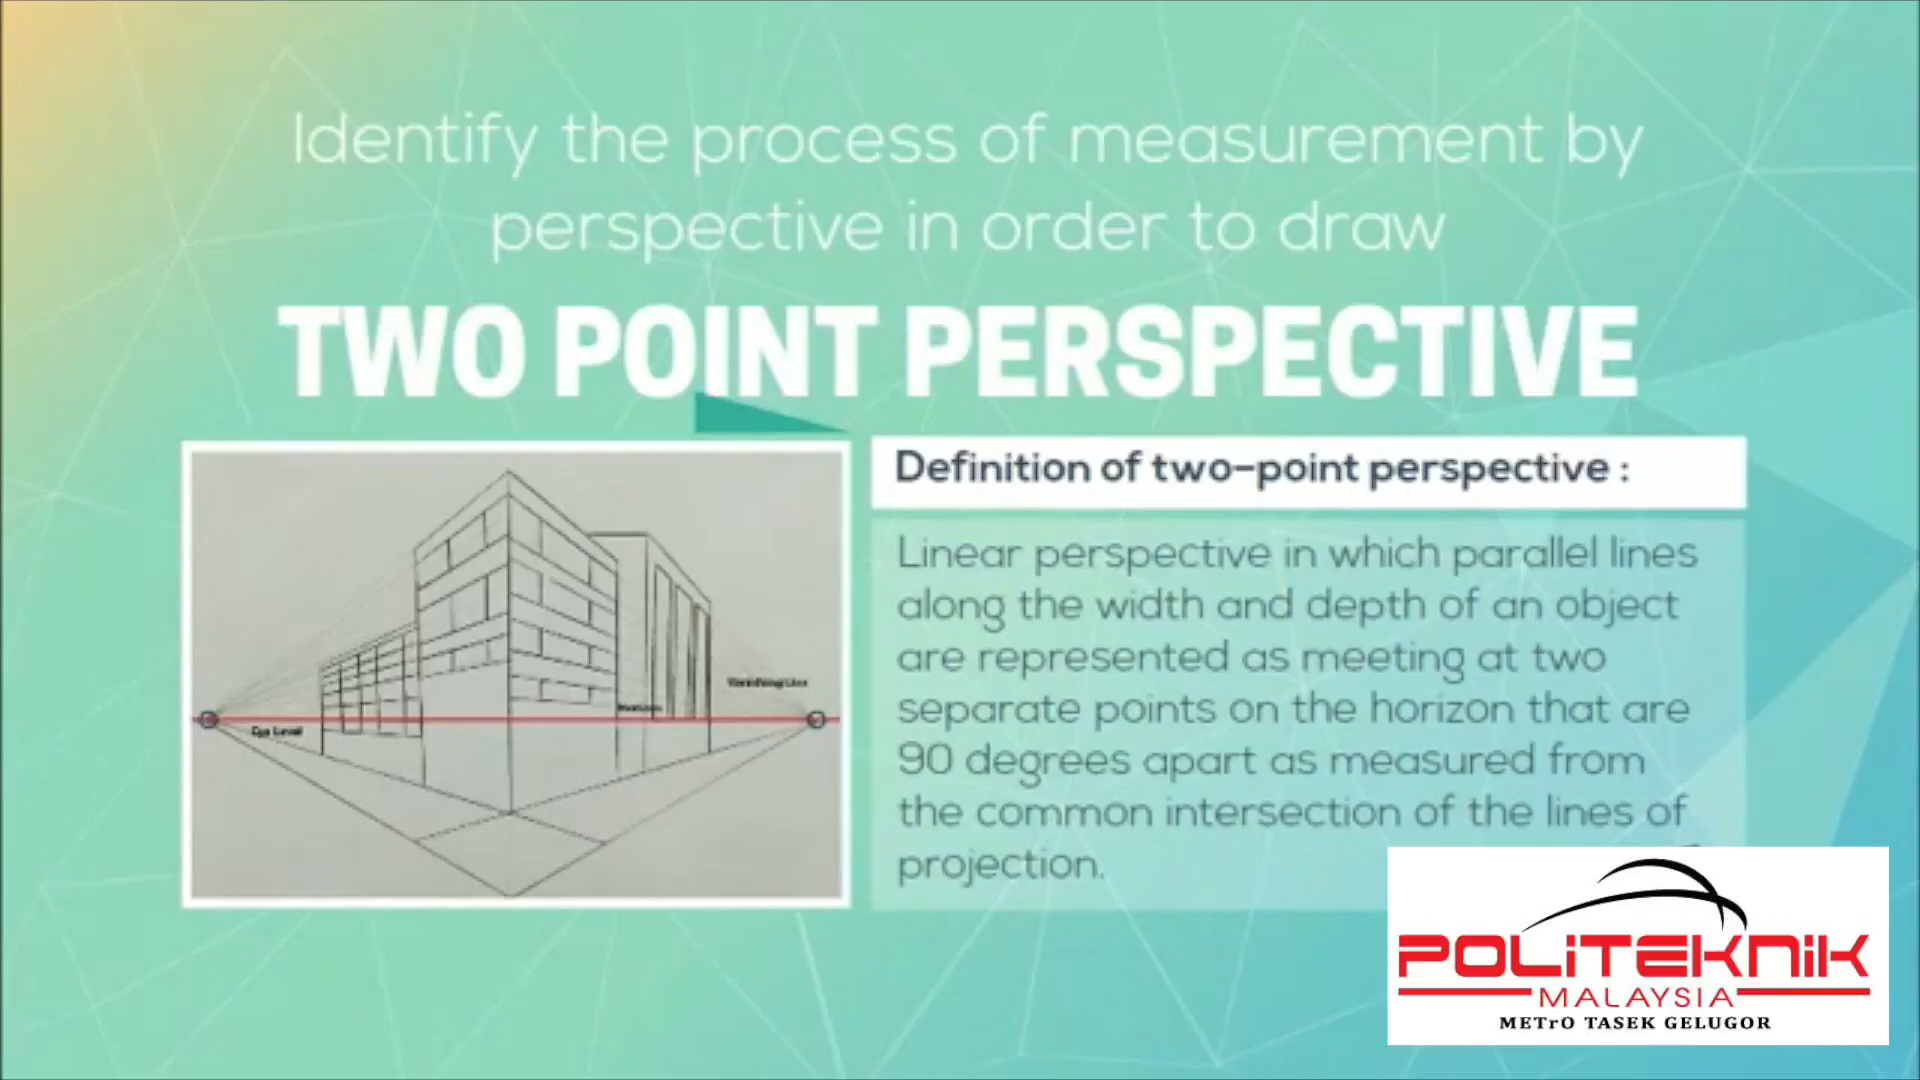 Identify the process of measurement by
perspective in order to draw
TWO POINT PERSPECTIVE
Definition of two-point perspective :
Linear perspective in which parallel lines
along the width and depth of an object
are represented as meeting at two
separate points on the horizon that are
90 degrees apart as measured from
the common intersection of the lines of
projection.
Vanishing Line
Eye Level
POLITEKNIK
MALAYSIA
METrO TASEK GELUGOR